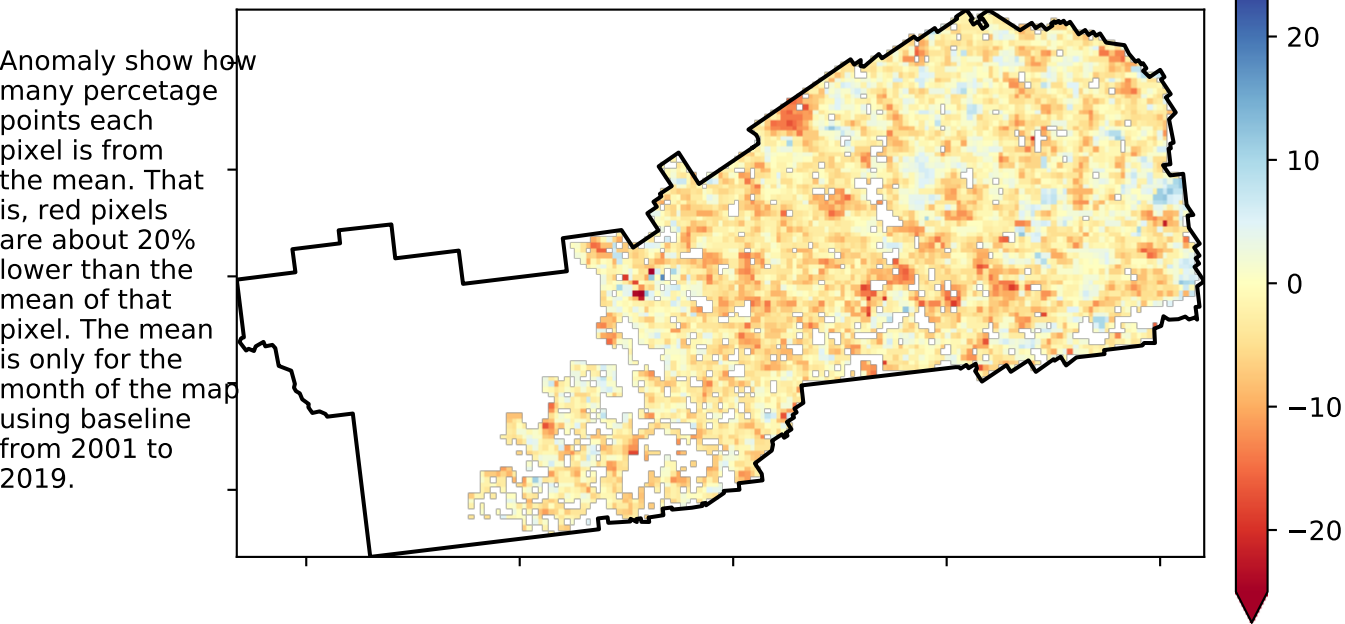 Anomaly show how
many percetage
points each
pixel is from
the mean. That
is, red pixels
are about 20%
lower than the
mean of that
pixel. The mean
is only for the
month of the map
using baseline
from 2001 to
2019.
20
10
0
−10
−20